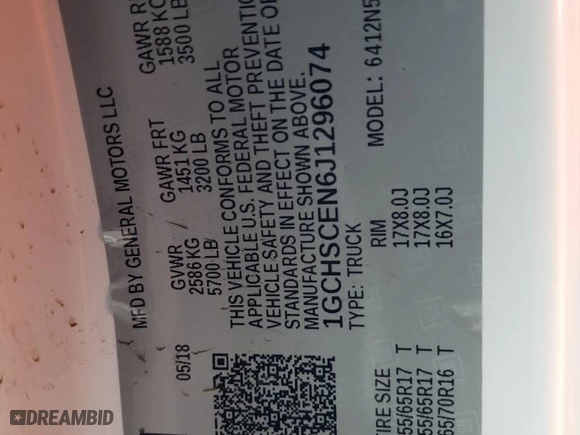 MFD BY GENERAL MOTORS LLC
05/18
GVWR
2586 KG
5700 LB
GAWR FRT
1451 KG
3200 LB
GAWR
1588 KG
3500 LB
THIS VEHICLE CONFORMS TO ALL
APPLICABLE U.S. FEDERAL MOTOR
VEHICLE SAFETY AND THEFT PREVENTI
STANDARDS IN EFFECT ON THE DATE OF
MANUFACTURE SHOWN ABOVE.
1GCHSCEN6J1296074
TYPE: TRUCK
MODEL: 6412N5
TIRE SIZE RIM
55/65R17 T 17X8.0J
55/65R17 T 17X8.0J
65/70R16 T 16X7.0J
DREAMBID